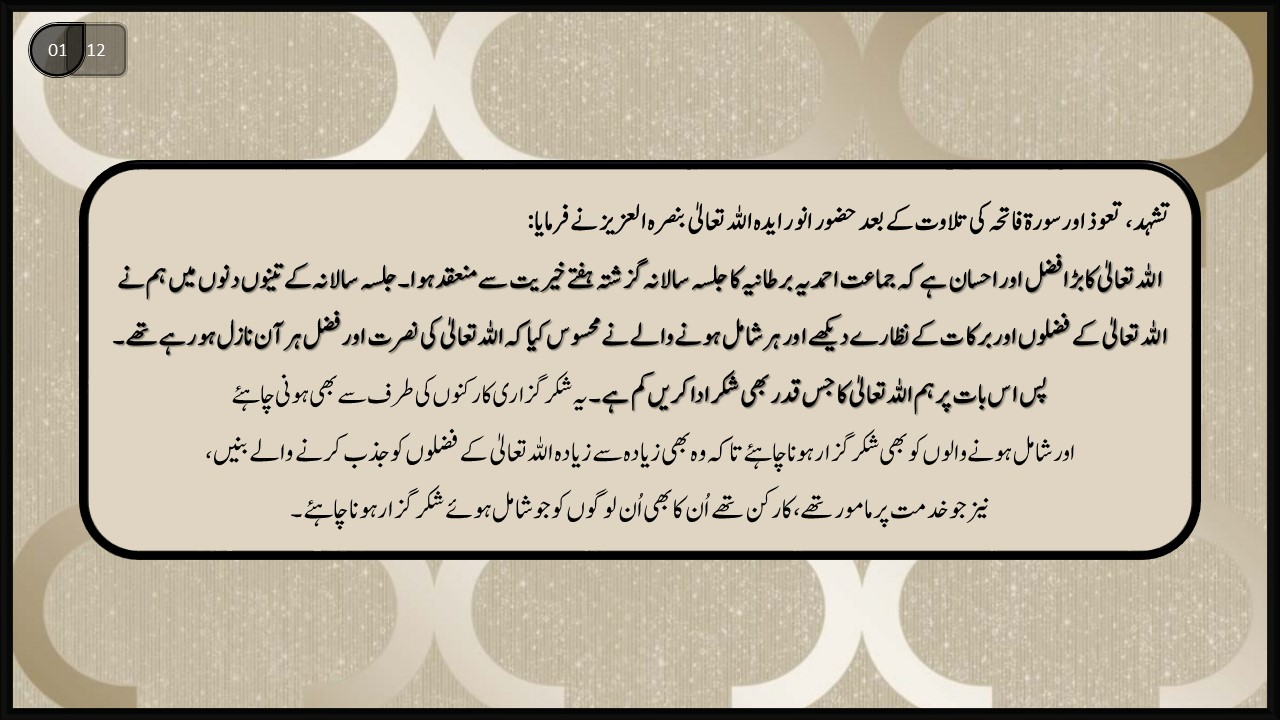 01 12
تشہد، تعوذ اور سورۃ فاتحہ کی تلاوت کے بعد حضور انور ایدہ اللہ تعالیٰ بنصرہ العزیز نے فرمایا:
اللہ تعالیٰ کا بڑا فضل اور احسان ہے کہ جماعت احمدیہ برطانیہ کا جلسہ سالانہ گزشتہ ہفتے خیریت سے منعقد ہوا۔ جلسہ سالانہ کے تینوں دنوں میں ہم نے
اللہ تعالیٰ کے فضلوں اور برکات کے نظارے دیکھے اور ہر شامل ہونے والے نے محسوس کیا کہ اللہ تعالیٰ کی نصرت اور فضل ہر آن نازل ہو رہے تھے۔
پس اس بات پر ہم اللہ تعالیٰ کا جس قدر بھی شکر ادا کریں کم ہے۔ یہ شکر گزاری کارکنوں کی طرف سے بھی ہونی چاہئے
اور شامل ہونے والوں کو بھی شکر گزار ہونا چاہئے تا کہ وہ بھی زیادہ سے زیادہ اللہ تعالیٰ کے فضلوں کو جذب کرنے والے بنیں،
نیز جو خدمت پر مامور تھے، کارکن تھے اُن کا بھی اُن لوگوں کو جو شامل ہوئے شکر گزار ہونا چاہئے۔